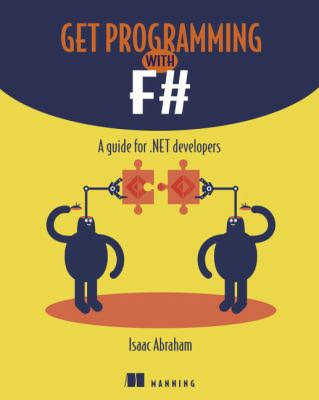 GET PROGRAMMING
WITH
F#
A guide for .NET developers
Isaac Abraham
MANNING